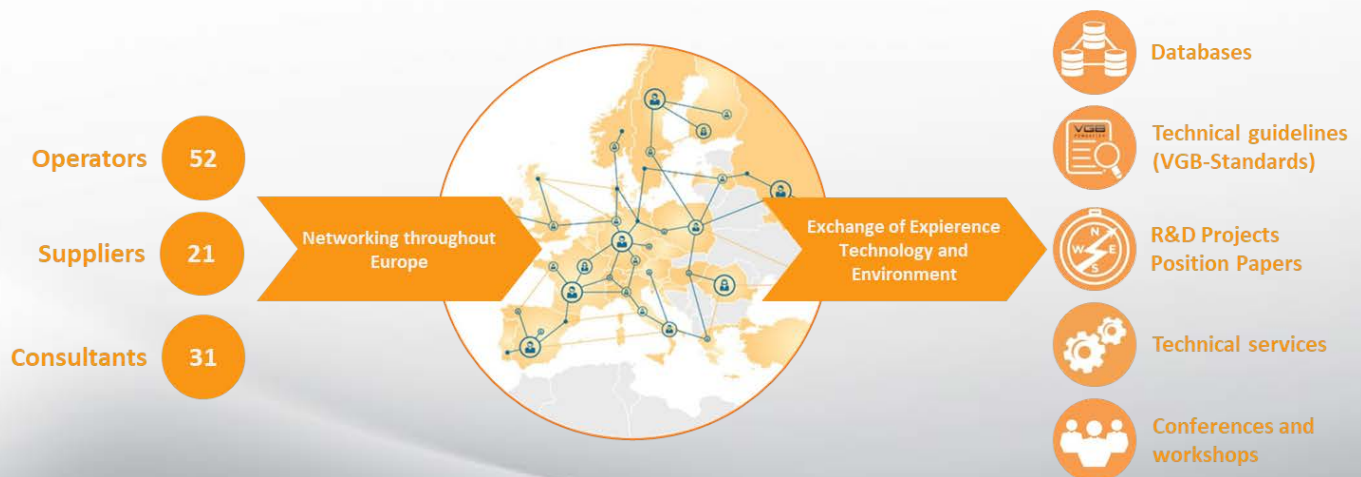 Operators
52
Suppliers
21
Consultants
31
Networking throughout
Europe
Exchange of Expierence
Technology and
Environment
Databases
VGB
Technical guidelines
(VGB-Standards)
N
W
E
S
R&D Projects
Position Papers
Technical services
Conferences and
workshops